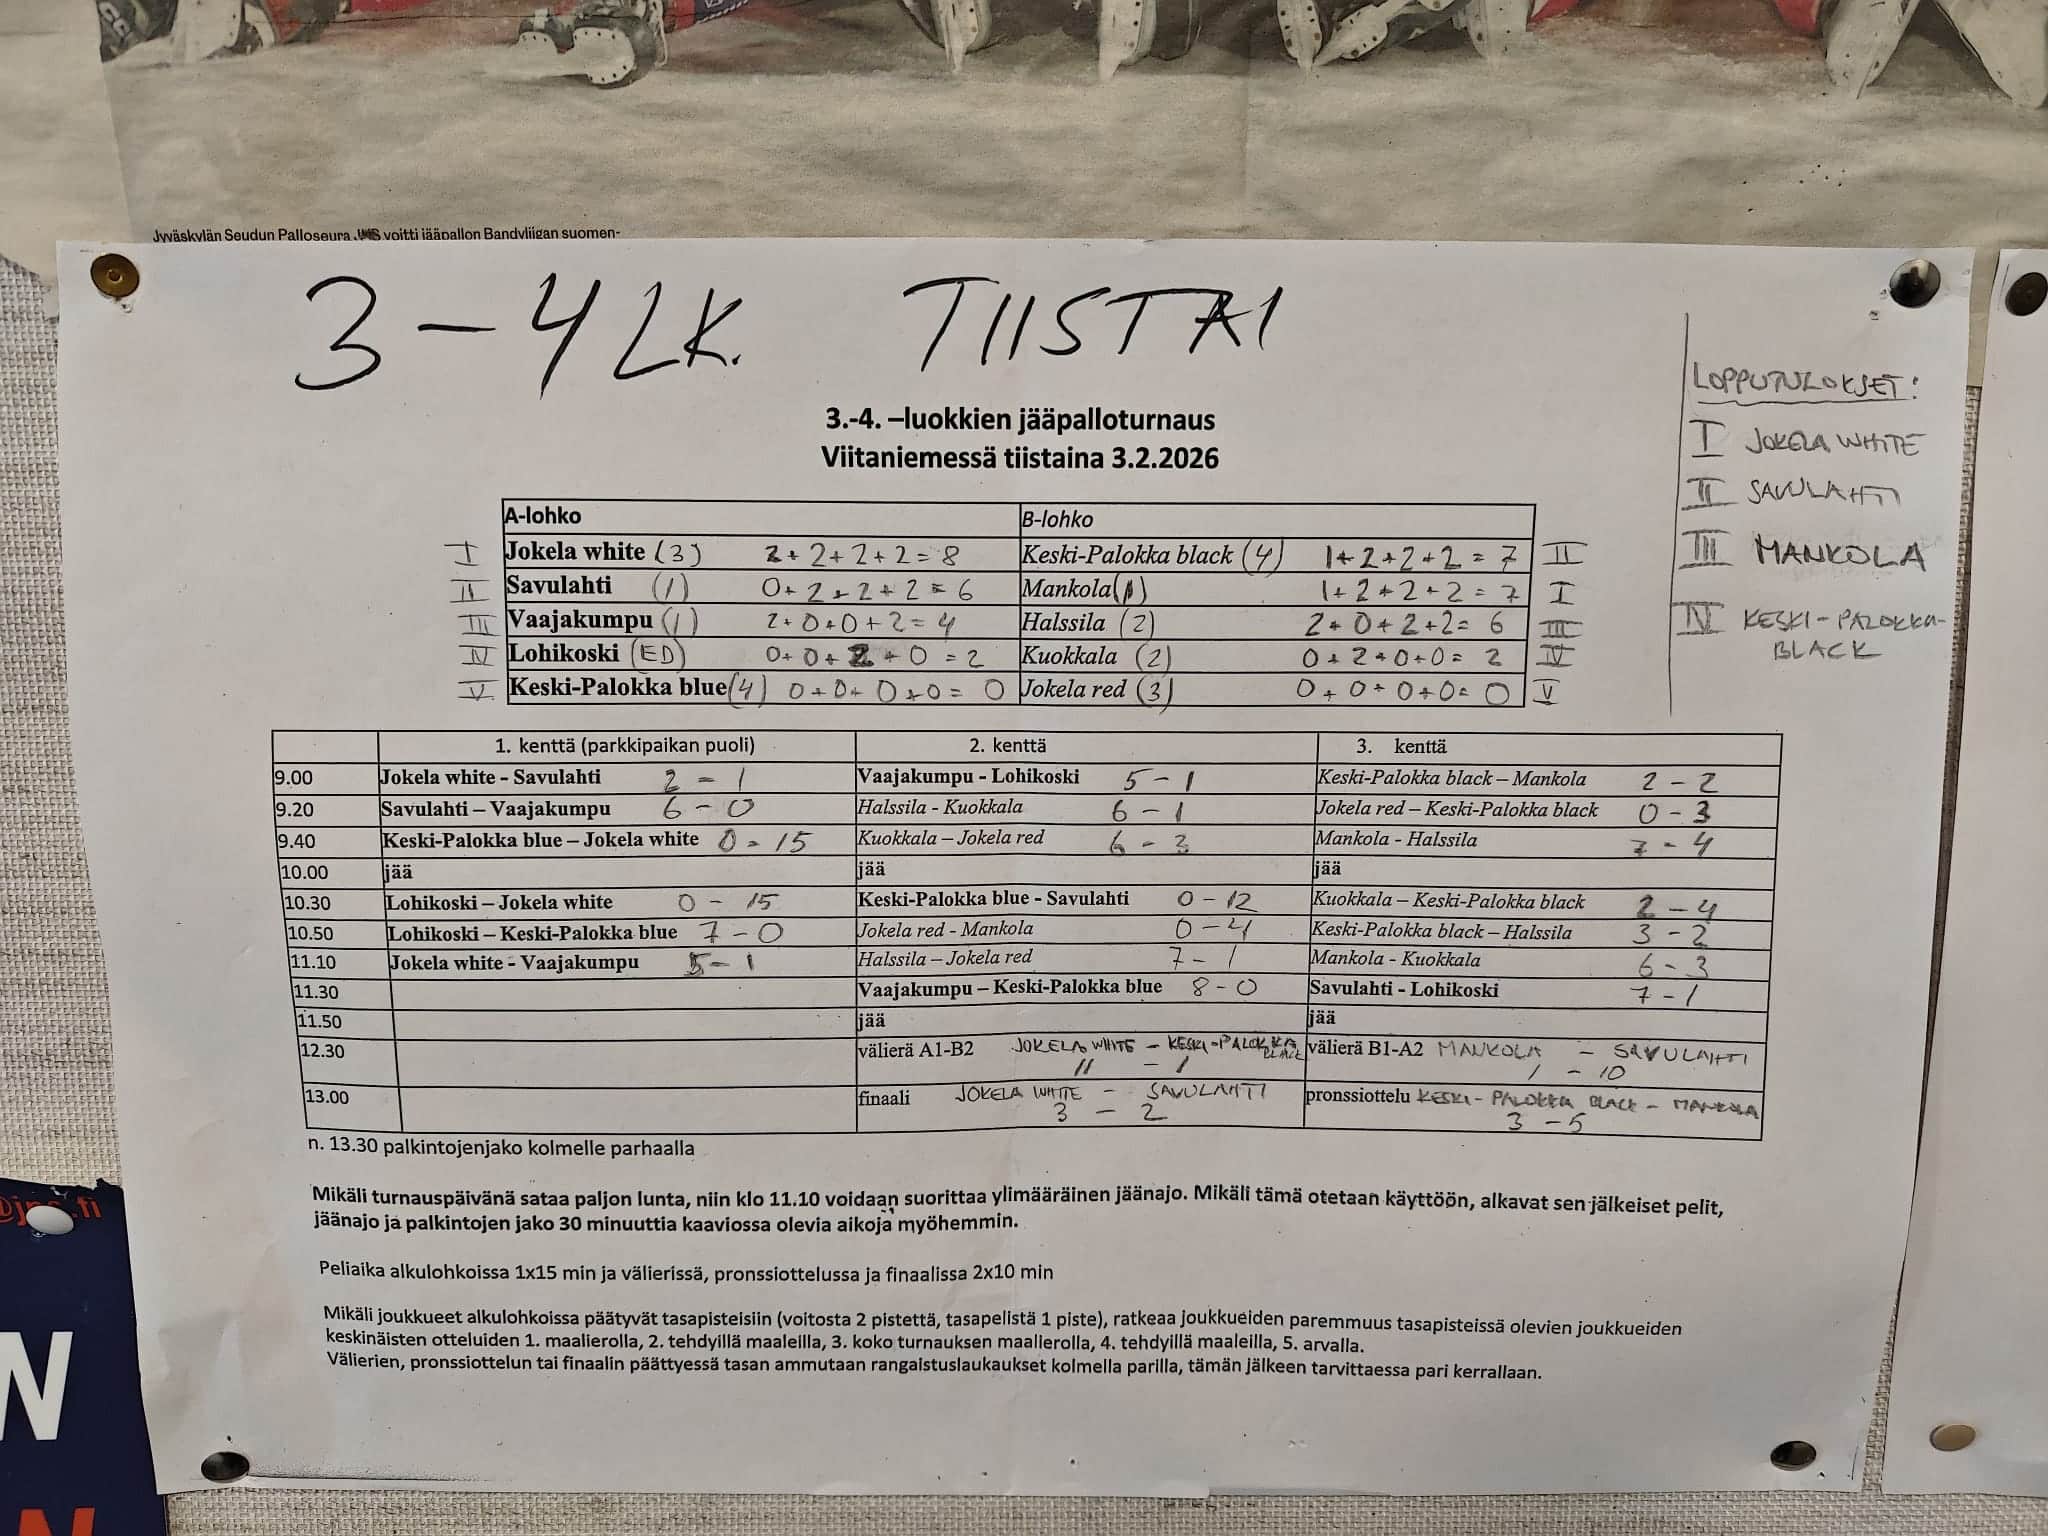 Jyväskylän Seudun Palloseura JPS voitti jääpallon Bandyliigan suomen-
3-4 LK. TIISTAI
3.-4. –luokkien jääpalloturnaus
Viitaniemessä tiistaina 3.2.2026
LOPPUTULOKSET:
I JOKELA WHITE
II SAVULAHTI
III MANKOLA
IV KESKI-PALOKKA-
BLACK
A-lohko B-lohko
I Jokela white (3) 2+2+2+2=8 Keski-Palokka black (4) 1+2+2+2=7 II
II Savulahti (1) 0+2+2+2=6 Mankola (1) 1+2+2+2=7 I
III Vaajakumpu (1) 2+0+0+2=4 Halssila (2) 2+0+2+2=6 III
IV Lohikoski (ED) 0+0+2+0=2 Kuokkala (2) 0+2+0+0=2 IV
V Keski-Palokka blue (4) 0+0+0+0=0 Jokela red (3) 0+0+0+0=0 V
1. kenttä (parkkipaikan puoli) 2. kenttä 3. kenttä
9.00 Jokela white - Savulahti 2-1 Vaajakumpu - Lohikoski 5-1 Keski-Palokka black – Mankola 2-2
9.20 Savulahti – Vaajakumpu 6-0 Halssila - Kuokkala 6-1 Jokela red – Keski-Palokka black 0-3
9.40 Keski-Palokka blue – Jokela white 0-15 Kuokkala – Jokela red 6-3 Mankola - Halssila 7-4
10.00 jää jää jää
10.30 Lohikoski – Jokela white 0-15 Keski-Palokka blue - Savulahti 0-12 Kuokkala – Keski-Palokka black 2-4
10.50 Lohikoski – Keski-Palokka blue 7-0 Jokela red - Mankola 0-4 Keski-Palokka black – Halssila 3-2
11.10 Jokela white - Vaajakumpu 5-1 Halssila – Jokela red 7-1 Mankola - Kuokkala 6-3
11.30 Vaajakumpu – Keski-Palokka blue 8-0 Savulahti - Lohikoski 7-1
11.50 jää jää
12.30 välierä A1-B2 JOKELA WHITE - KESKI-PALOKKA BLACK 11-1 välierä B1-A2 MANKOLA - SAVULAHTI 1-10
13.00 finaali JOKELA WHITE - SAVULAHTI 3-2 pronssiottelu KESKI-PALOKKA BLACK - MANKOLA 3-5
n. 13.30 palkintojenjako kolmelle parhaalla
Mikäli turnauspäivänä sataa paljon lunta, niin klo 11.10 voidaan suorittaa ylimääräinen jäänajo. Mikäli tämä otetaan käyttöön, alkavat sen jälkeiset pelit,
jäänajo ja palkintojen jako 30 minuuttia kaaviossa olevia aikoja myöhemmin.
Peliaika alkulohkoissa 1x15 min ja välierissä, pronssiottelussa ja finaalissa 2x10 min
Mikäli joukkueet alkulohkoissa päätyvät tasapisteisiin (voitosta 2 pistettä, tasapelistä 1 piste), ratkeaa joukkueiden paremmuus tasapisteissä olevien joukkueiden
keskinäisten otteluiden 1. maalierolla, 2. tehdyillä maaleilla, 3. koko turnauksen maalierolla, 4. tehdyillä maaleilla, 5. arvalla.
Välierien, pronssiottelun tai finaalin päättyessä tasan ammutaan rangaistuslaukaukset kolmella parilla, tämän jälkeen tarvittaessa pari kerrallaan.
N
N